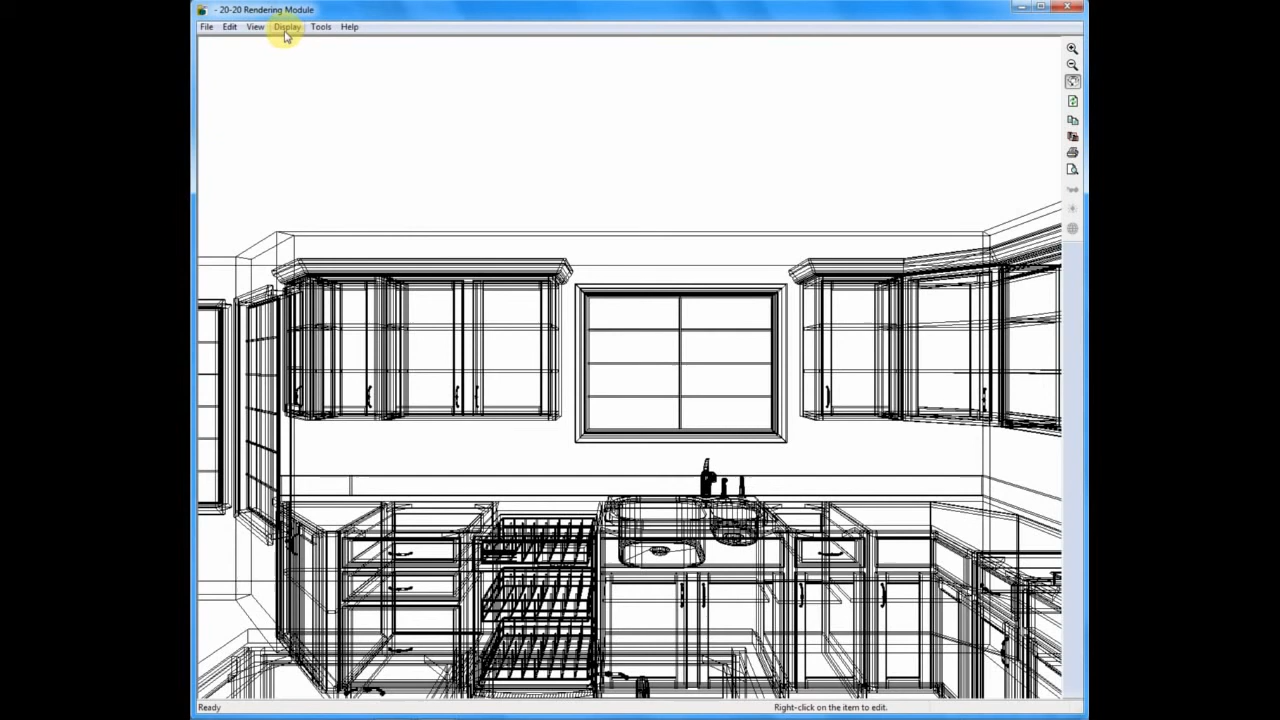 - 20-20 Rendering Module
File Edit View Display Tools Help
Ready Right-click on the item to edit.